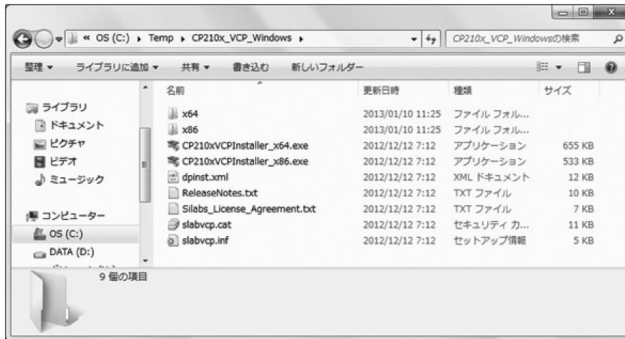 « OS (C:) ▸ Temp ▸ CP210x_VCP_Windows ▸
CP210x_VCP_Windowsの検索
整理 ▼ ライブラリに追加 ▼ 共有 ▼ 書き込む 新しいフォルダー
名前 更新日時 種類 サイズ
ライブラリ
ドキュメント
ピクチャ
ビデオ
ミュージック
コンピューター
OS (C:)
DATA (D:)
x64 2013/01/10 11:25 ファイル フォル...
x86 2013/01/10 11:25 ファイル フォル...
CP210xVCPInstaller_x64.exe 2012/12/12 7:12 アプリケーション 655 KB
CP210xVCPInstaller_x86.exe 2012/12/12 7:12 アプリケーション 533 KB
dpinst.xml 2012/12/12 7:12 XML ドキュメント 12 KB
ReleaseNotes.txt 2012/12/12 7:12 TXT ファイル 10 KB
Silabs_License_Agreement.txt 2012/12/12 7:12 TXT ファイル 7 KB
slabvcp.cat 2012/12/12 7:12 セキュリティ カ... 11 KB
slabvcp.inf 2012/12/12 7:12 セットアップ情報 5 KB
9 個の項目